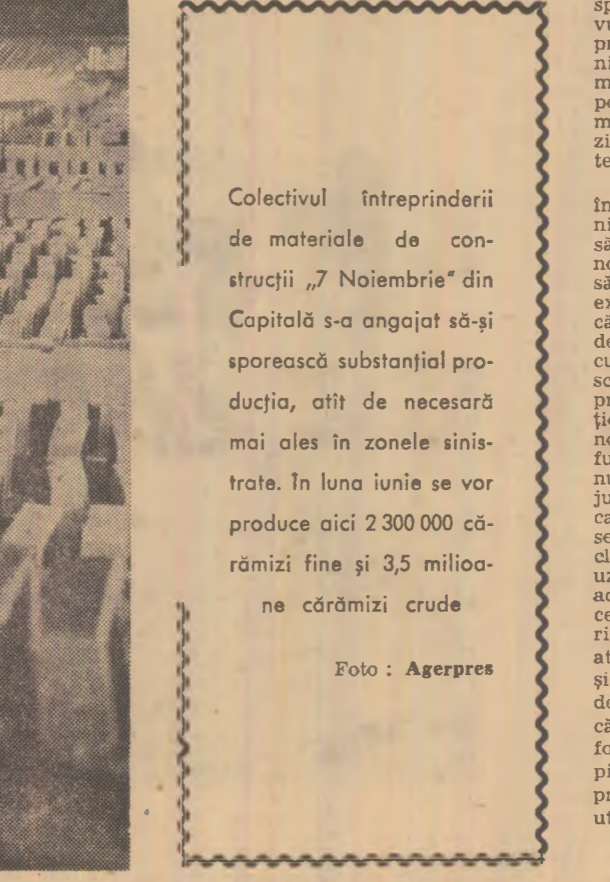 Colectivul întreprinderii
de materiale de con-
strucții „7 Noiembrie" din
Capitală s-a angajat să-și
sporească substanțial pro-
ducția, atît de necesară
mai ales în zonele sinis-
trate. În luna iunie se vor
produce aici 2 300 000 că-
rămizi fine și 3,5 milioa-
ne cărămizi crude
Foto : Agerpres